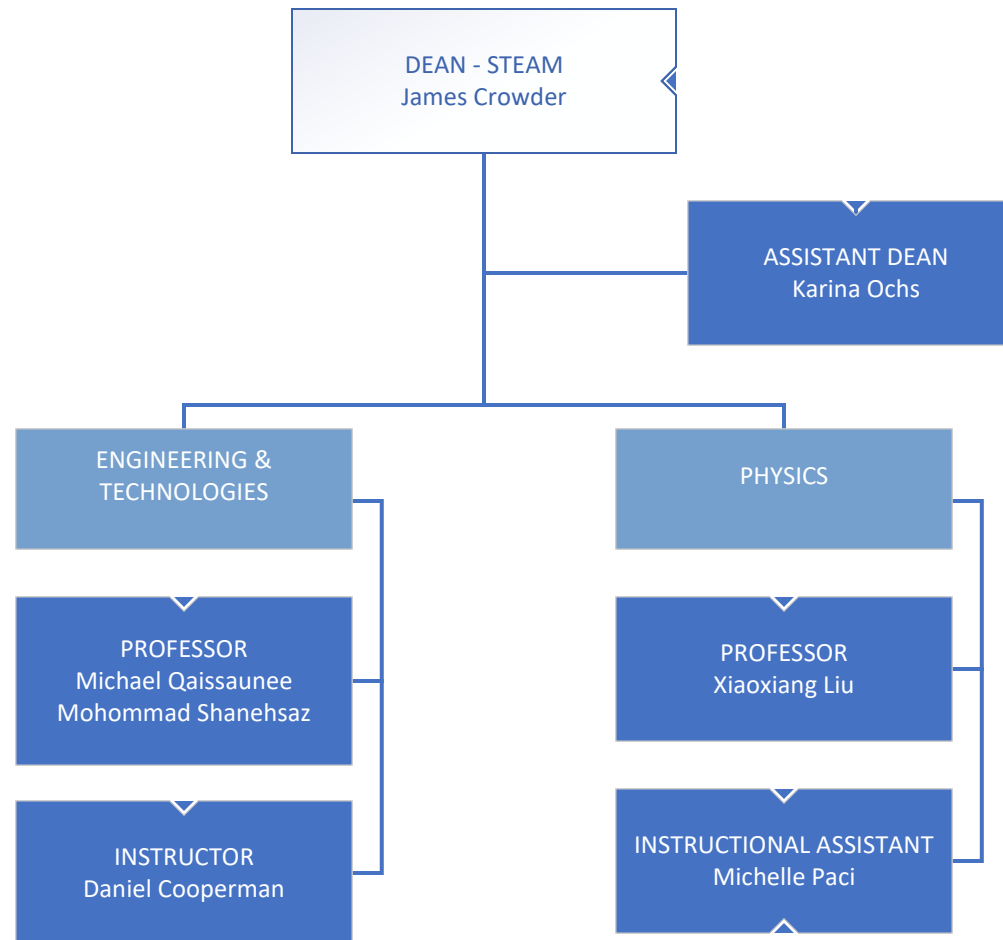 DEAN - STEAM
James Crowder
ASSISTANT DEAN
Karina Ochs
ENGINEERING &
TECHNOLOGIES
PHYSICS
PROFESSOR
Michael Qaissaunee
Mohommad Shanehsaz
PROFESSOR
Xiaoxiang Liu
INSTRUCTOR
Daniel Cooperman
INSTRUCTIONAL ASSISTANT
Michelle Paci